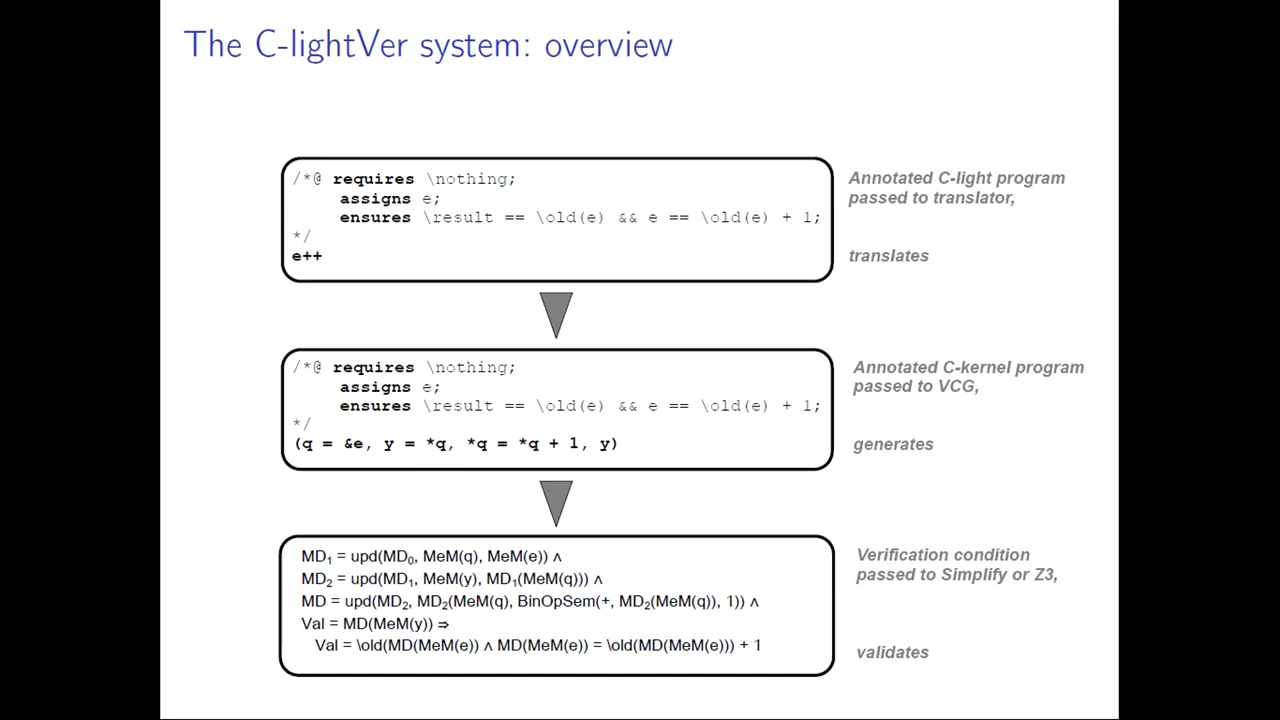 The C-lightVer system: overview
/*@ requires \nothing;
assigns e;
ensures \result == \old(e) && e == \old(e) + 1;
*/
e++
Annotated C-light program
passed to translator,
translates
/*@ requires \nothing;
assigns e;
ensures \result == \old(e) && e == \old(e) + 1;
*/
(q = &e, y = *q, *q = *q + 1, y)
Annotated C-kernel program
passed to VCG,
generates
MD₁ = upd(MD₀, MeM(q), MeM(e)) ∧
MD₂ = upd(MD₁, MeM(y), MD₁(MeM(q))) ∧
MD = upd(MD₂, MD₂(MeM(q), BinOpSem(+, MD₂(MeM(q)), 1)) ∧
Val = MD(MeM(y)) ⇒
Val = \old(MD(MeM(e)) ∧ MD(MeM(e)) = \old(MD(MeM(e))) + 1
Verification condition
passed to Simplify or Z3,
validates